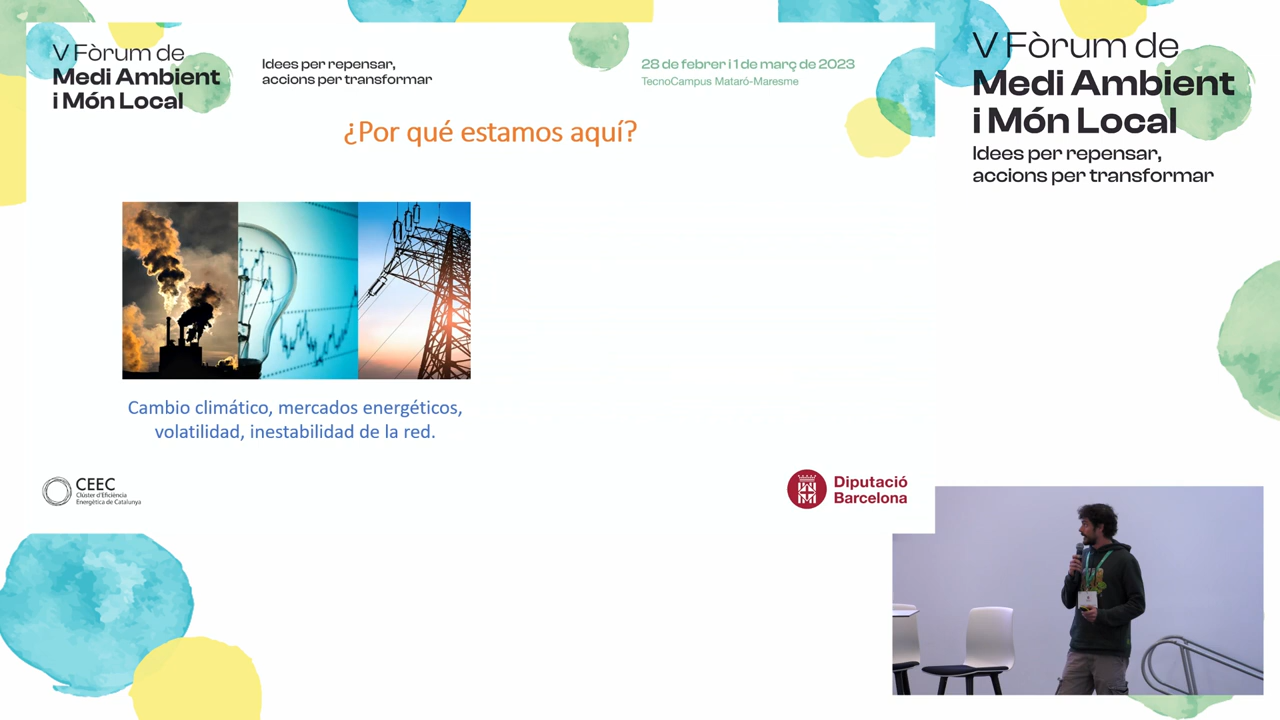 V Fòrum de
Medi Ambient
i Món Local
Idees per repensar,
accions per transformar
28 de febrer i 1 de març de 2023
TecnoCampus Mataró-Maresme
¿Por qué estamos aquí?
Cambio climático, mercados energéticos,
volatilidad, inestabilidad de la red.
CEEC
Clúster d'Eficiència
Energètica de Catalunya
Diputació
Barcelona
V Fòrum de
Medi Ambient
i Món Local
Idees per repensar,
accions per transformar